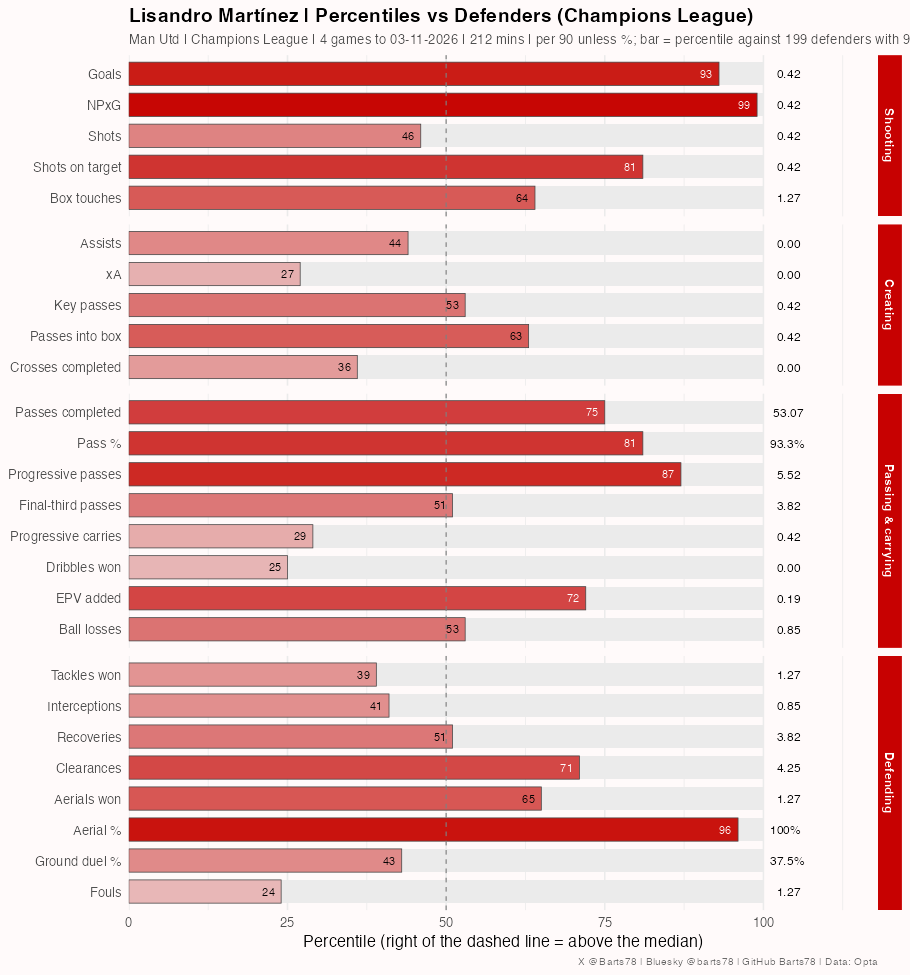 Lisandro Martínez | Percentiles vs Defenders (Champions League)
Man Utd | Champions League | 4 games to 03-11-2026 | 212 mins | per 90 unless %; bar = percentile against 199 defenders with 9
Goals 93 0.42
NPxG 99 0.42
Shots 46 0.42
Shots on target 81 0.42
Box touches 64 1.27
Shooting
Assists 44 0.00
xA 27 0.00
Key passes 53 0.42
Passes into box 63 0.42
Crosses completed 36 0.00
Creating
Passes completed 75 53.07
Pass % 81 93.3%
Progressive passes 87 5.52
Final-third passes 51 3.82
Progressive carries 29 0.42
Dribbles won 25 0.00
EPV added 72 0.19
Ball losses 53 0.85
Passing & carrying
Tackles won 39 1.27
Interceptions 41 0.85
Recoveries 51 3.82
Clearances 71 4.25
Aerials won 65 1.27
Aerial % 96 100%
Ground duel % 43 37.5%
Fouls 24 1.27
Defending
0 25 50 75 100
Percentile (right of the dashed line = above the median)
X @Barts78 | Bluesky @barts78 | GitHub Barts78 | Data: Opta